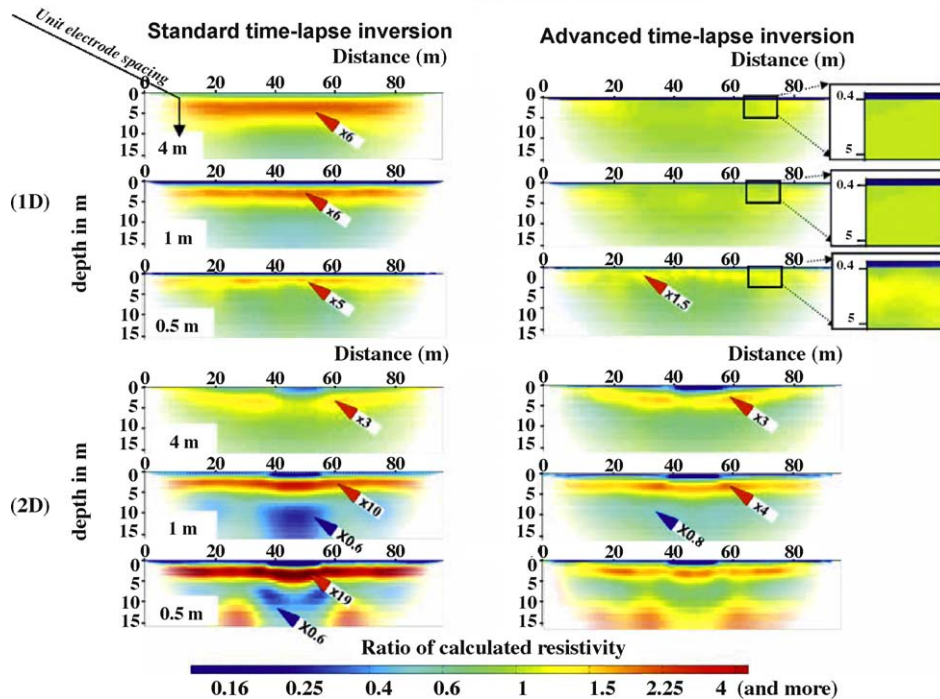 Unit electrode spacing
Standard time-lapse inversion
Advanced time-lapse inversion
Distance (m)
Distance (m)
0 20 40 60 80
0 20 40 60 80
0
5
10
15
4 m
x6
0
5
10
15
0.4
5
(1D)
depth in m
0 20 40 60 80
0
5
10
15
1 m
x6
0 20 40 60 80
0
5
10
15
0.4
5
0 20 40 60 80
0
5
10
15
0.5 m
x5
0 20 40 60 80
0
5
10
15
x1.5
0.4
5
Distance (m)
Distance (m)
0 20 40 60 80
0
5
10
15
4 m
x3
0 20 40 60 80
0
5
10
15
x3
(2D)
depth in m
0 20 40 60 80
0
5
10
15
1 m
x10
X0.6
0 20 40 60 80
0
5
10
15
x4
X0.8
0 20 40 60 80
0
5
10
15
0.5 m
x19
X0.6
0 20 40 60 80
0
5
10
15
Ratio of calculated resistivity
0.16 0.25 0.4 0.6 1 1.5 2.25 4 (and more)